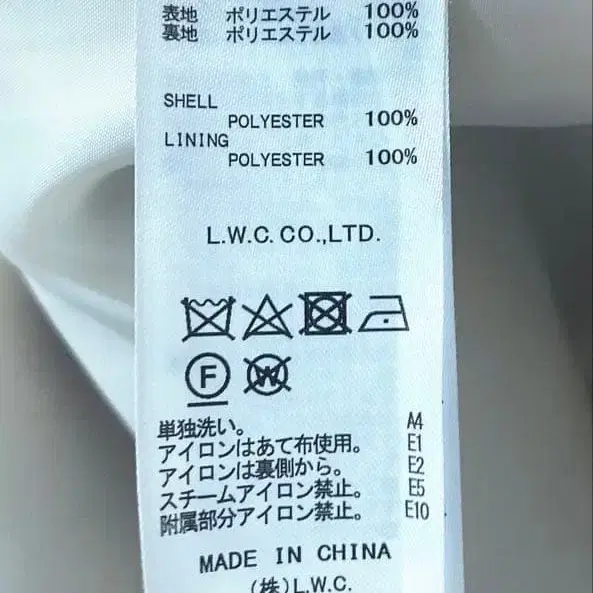 表地 ポリエステル 100%
裏地 ポリエステル 100%
SHELL
POLYESTER 100%
LINING
POLYESTER 100%
L.W.C. CO.,LTD.
F W
単独洗い。 A4
アイロンはあて布使用。 E1
アイロンは裏側から。 E2
スチームアイロン禁止。 E5
附属部分アイロン禁止。 E10
MADE IN CHINA
(株)L.W.C.